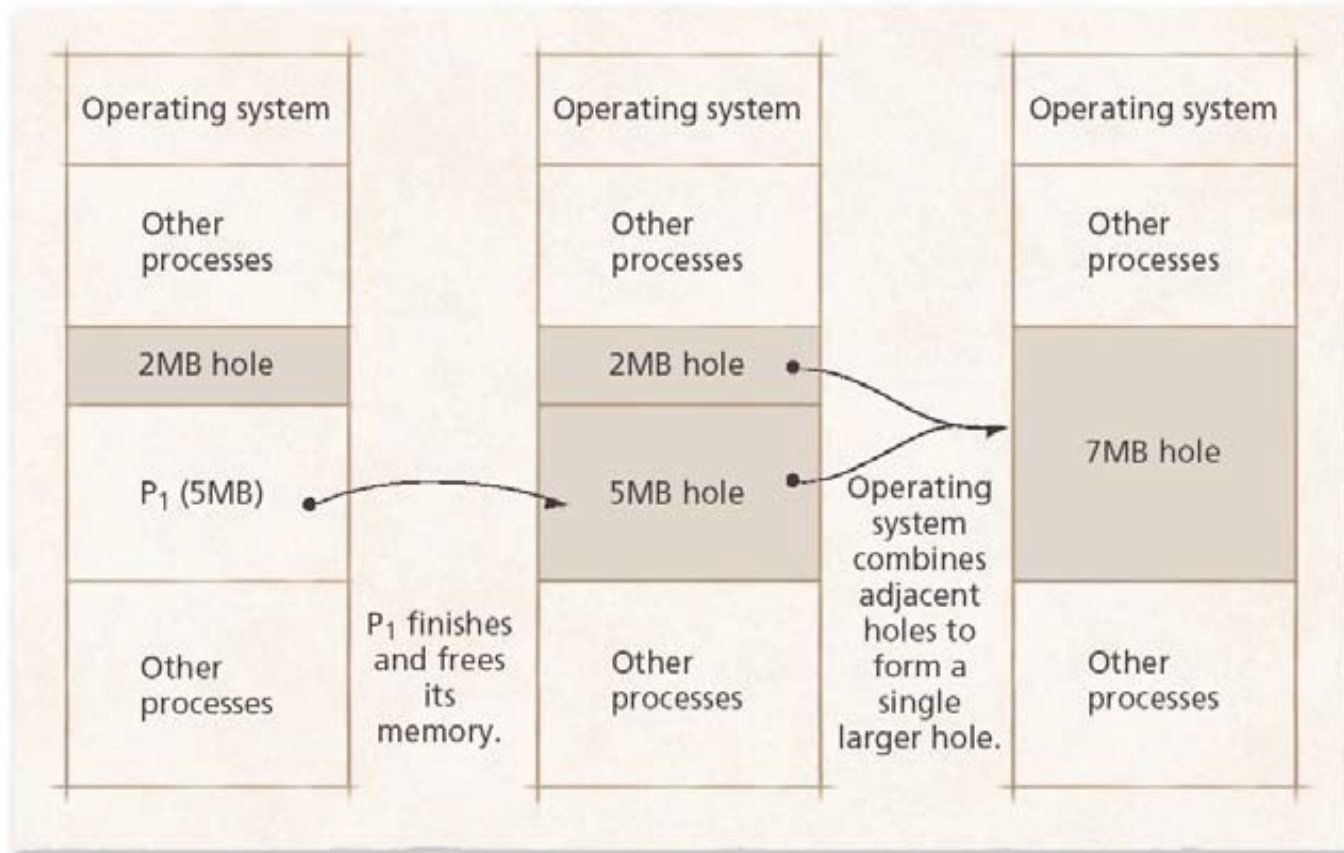 Operating system
Other
processes
2MB hole
P₁ (5MB)
Other
processes
P₁ finishes
and frees
its
memory.
Operating system
Other
processes
2MB hole
5MB hole
Other
processes
Operating
system
combines
adjacent
holes to
form a
single
larger hole.
Operating system
Other
processes
7MB hole
Other
processes